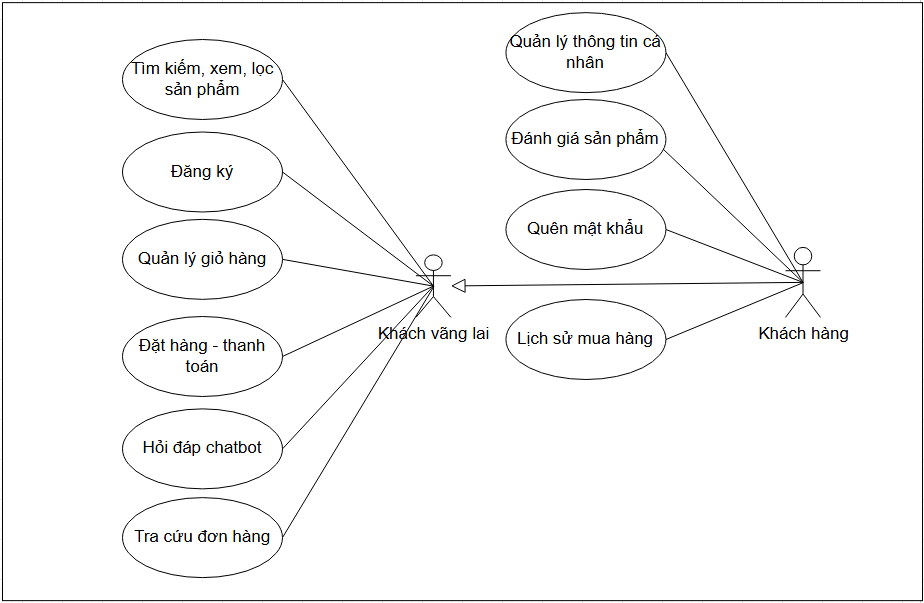 Tìm kiếm, xem, lọc
sản phẩm
Đăng ký
Quản lý giỏ hàng
Đặt hàng - thanh
toán
Hỏi đáp chatbot
Tra cứu đơn hàng
Khách vãng lai
Quản lý thông tin cá
nhân
Đánh giá sản phẩm
Quên mật khẩu
Lịch sử mua hàng
Khách hàng